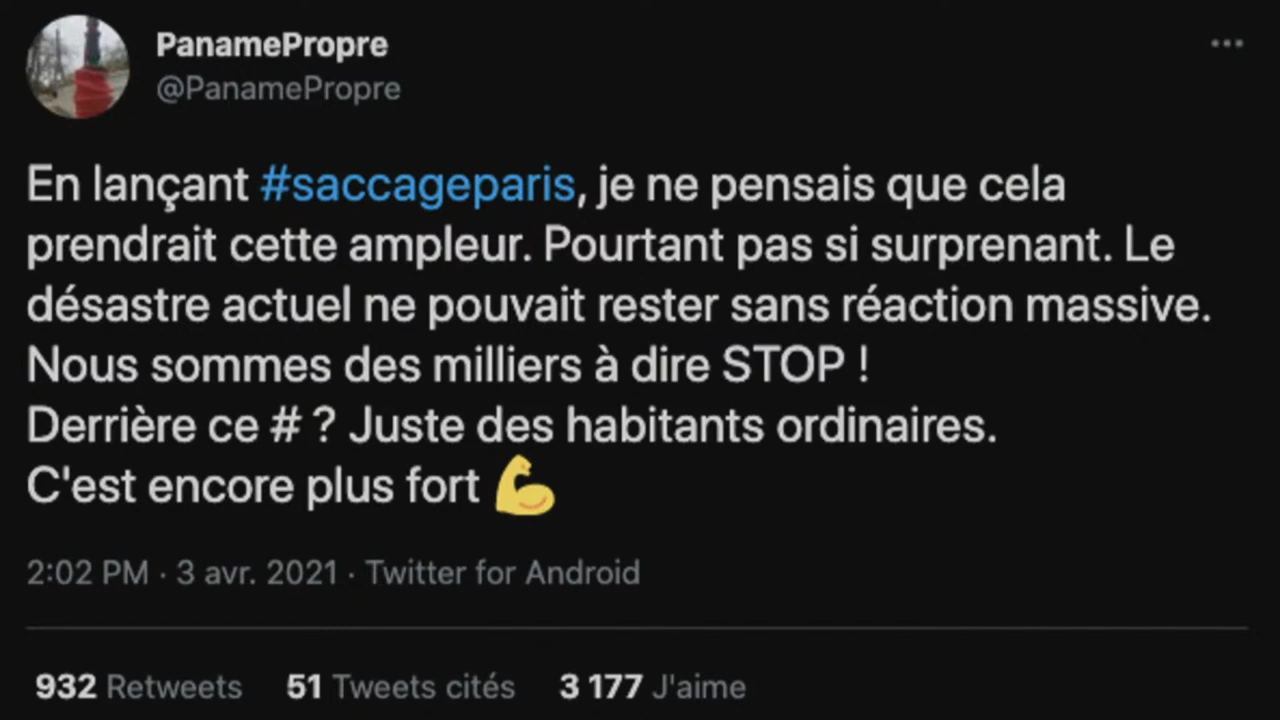 PanamePropre
@PanamePropre
En lançant #saccageparis, je ne pensais que cela
prendrait cette ampleur. Pourtant pas si surprenant. Le
désastre actuel ne pouvait rester sans réaction massive.
Nous sommes des milliers à dire STOP !
Derrière ce # ? Juste des habitants ordinaires.
C'est encore plus fort 💪
2:02 PM · 3 avr. 2021 · Twitter for Android
932 Retweets 51 Tweets cités 3 177 J'aime